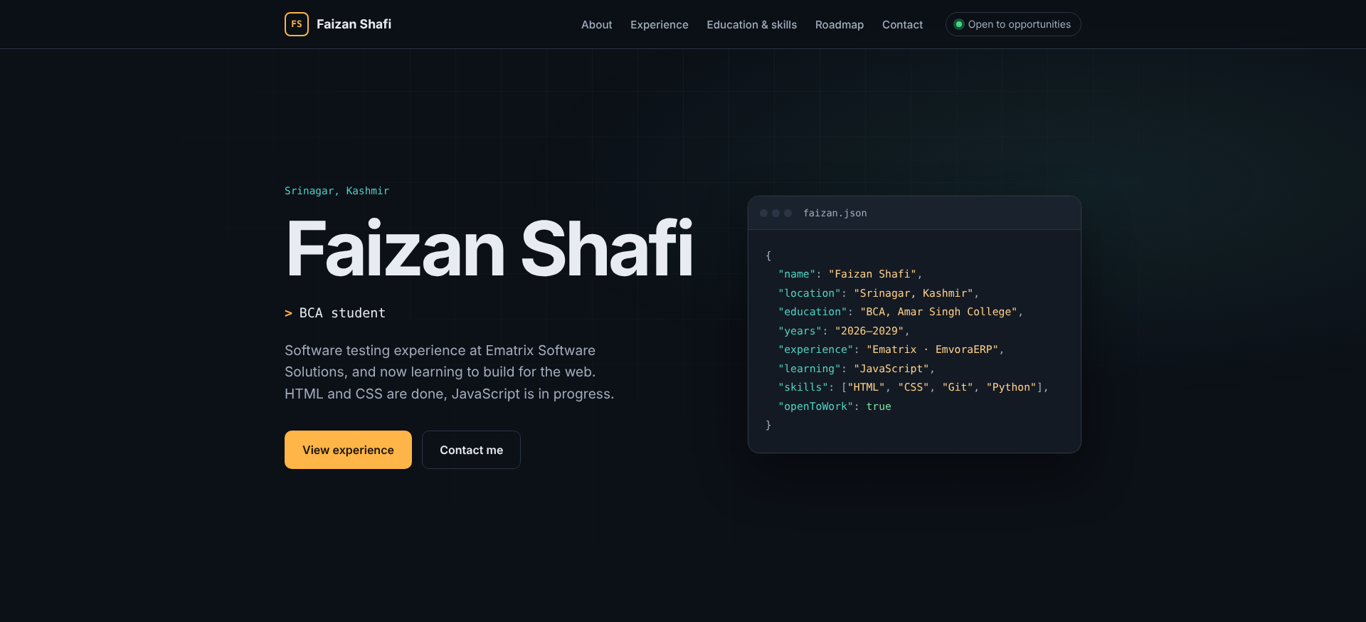 FS Faizan Shafi
About Experience Education & skills Roadmap Contact Open to opportunities
Srinagar, Kashmir
Faizan Shafi
> BCA student
Software testing experience at Ematrix Software
Solutions, and now learning to build for the web.
HTML and CSS are done, JavaScript is in progress.
View experience Contact me
faizan.json
{
"name": "Faizan Shafi",
"location": "Srinagar, Kashmir",
"education": "BCA, Amar Singh College",
"years": "2026–2029",
"experience": "Ematrix · EmvoraERP",
"learning": "JavaScript",
"skills": ["HTML", "CSS", "Git", "Python"],
"openToWork": true
}